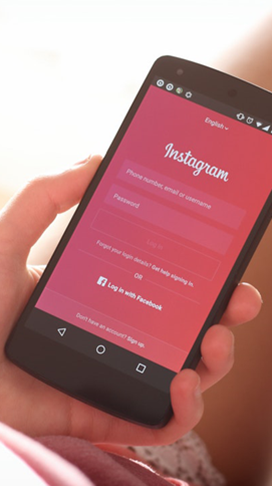 English
Instagram
Phone number, email or username
Password
Log In
Forgot your login details? Get help signing in.
OR
Log in with Facebook
Don't have an account? Sign up.